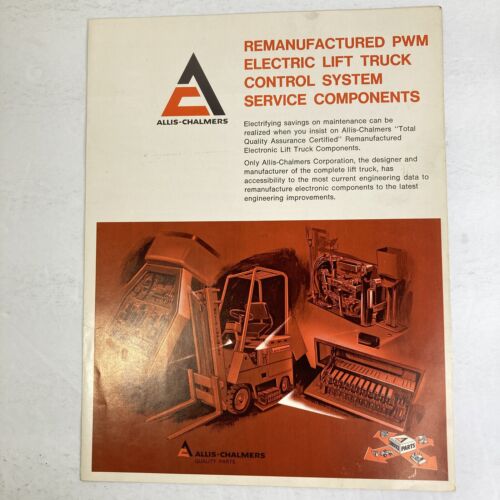 REMANUFACTURED PWM
ELECTRIC LIFT TRUCK
CONTROL SYSTEM
SERVICE COMPONENTS
ALLIS-CHALMERS
Electrifying savings on maintenance can be
realized when you insist on Allis-Chalmers "Total
Quality Assurance Certified" Remanufactured
Electronic Lift Truck Components.
Only Allis-Chalmers Corporation, the designer and
manufacturer of the complete lift truck, has
accessibility to the most current engineering data to
remanufacture electronic components to the latest
engineering improvements.
ALLIS-CHALMERS
QUALITY PARTS
PARTS